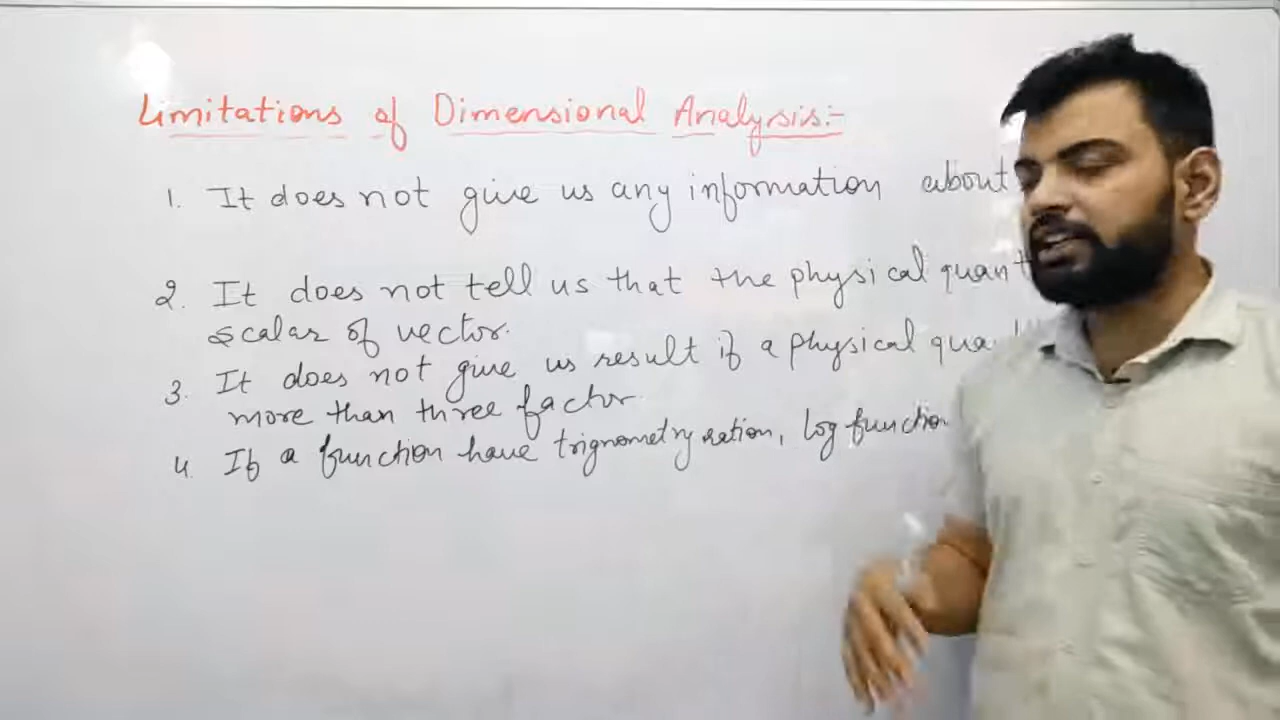 Limitations of Dimensional Analysis:-
1. It does not give us any information about
2. It does not tell us that the physical quant
scalar of vector.
3. It does not give us result if a physical qua
more than three factor.
4. If a function have trignometry ration, log function